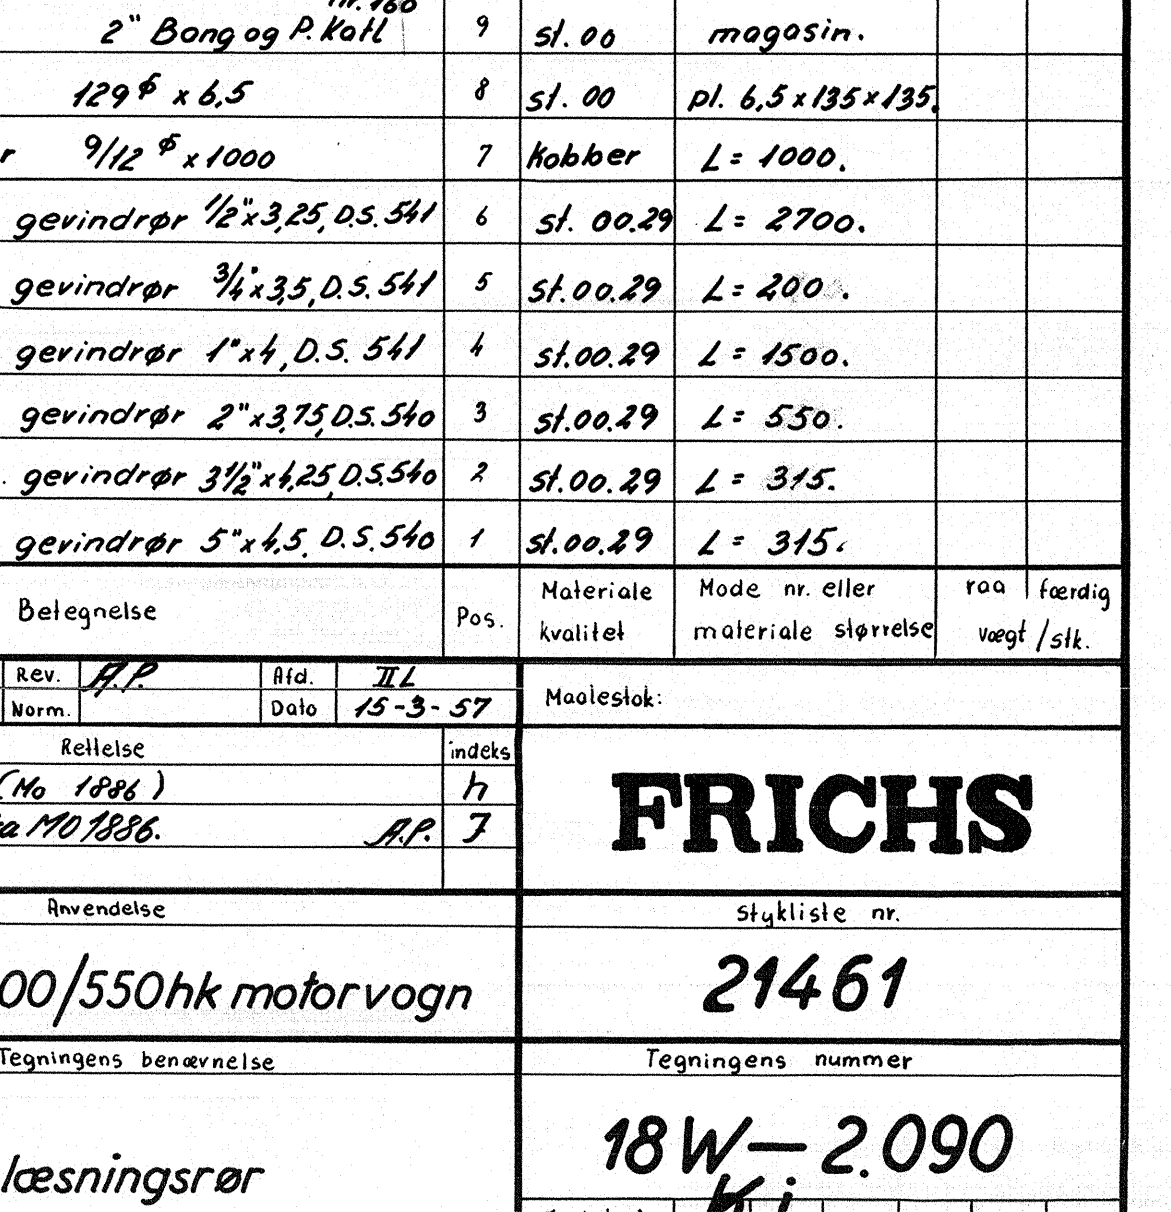 nr. 160
2" Bong og P. Katl 9 st. 00 magasin.
129 ϕ x 6,5 8 st. 00 pl. 6,5 x 135 x 135.
r 9/12 ϕ x 1000 7 kobber L = 1000.
gevindrør 1/2" x 3,25, D.S. 541 6 st. 00.29 L = 2700.
gevindrør 3/4" x 3,5, D.S. 541 5 st. 00.29 L = 200.
gevindrør 1" x 4, D.S. 541 4 st. 00.29 L = 1500.
gevindrør 2" x 3,75, D.S. 540 3 st. 00.29 L = 550.
. gevindrør 3 1/2" x 4,25, D.S. 540 2 st. 00. 29 L = 315.
gevindrør 5" x 4,5, D.S. 540 1 st. 00.29 L = 315.
Betegnelse Pos. Materiale kvalitet Mode nr. eller materiale størrelse raa færdig vægt /stk.
Rev. A.P. Afd. II L
Norm. Dato 15-3-57
Maalestok:
Rettelse indeks
(Mo 1886) h
MO 1886. A.P. J
FRICHS
Anvendelse Stykliste nr.
00/550hk motorvogn 21461
Tegningens benævnelse Tegningens nummer
læsningsrør 18W-2.090
Ki